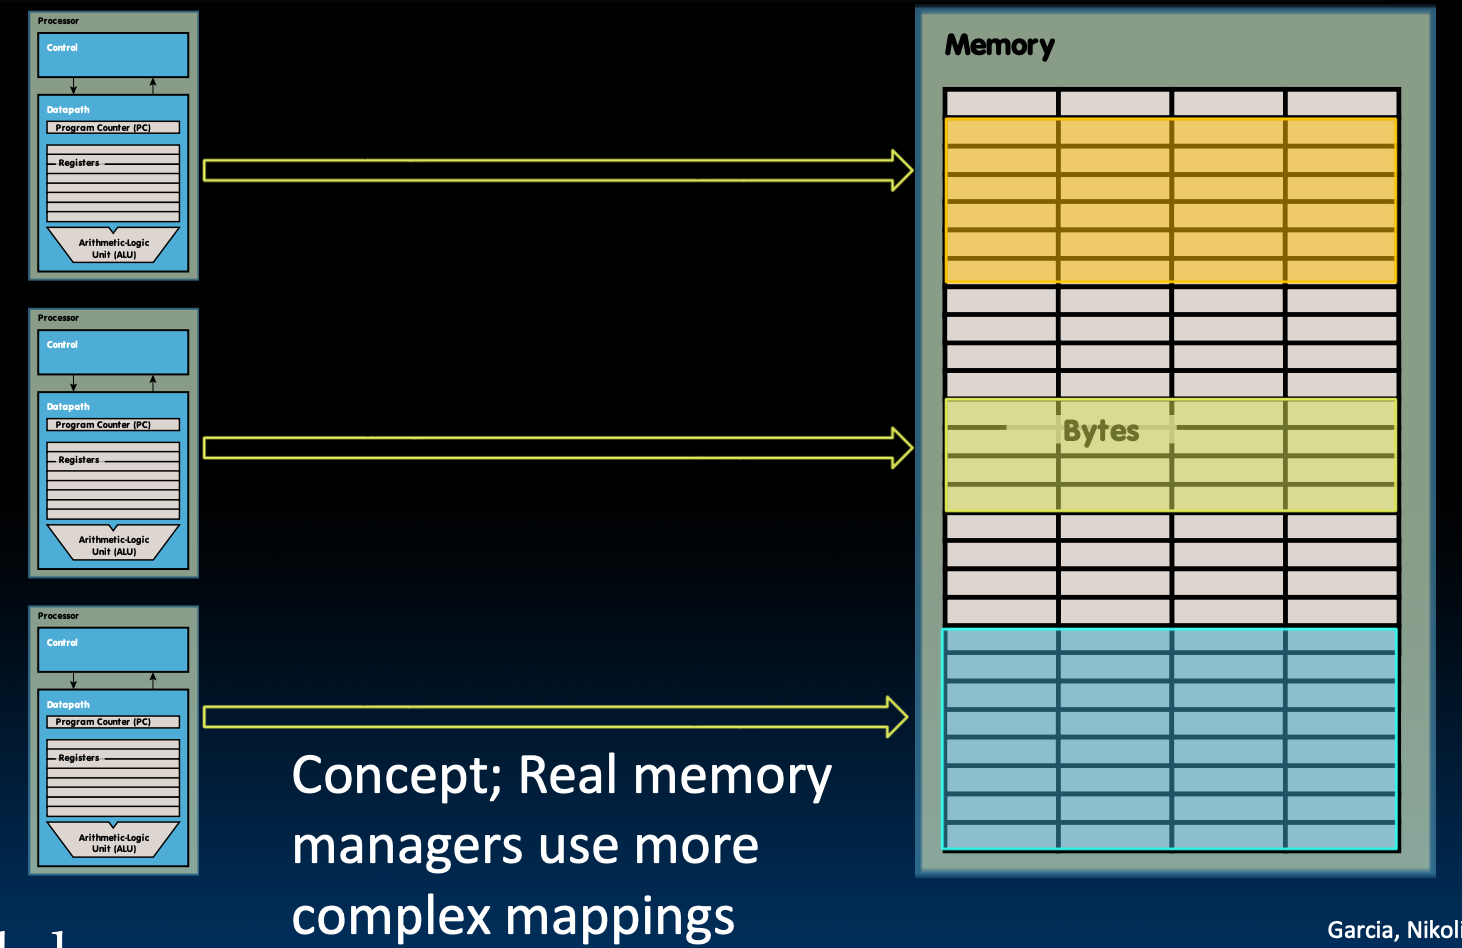 Processor
Control
Datapath
Program Counter (PC)
Registers
Arithmetic-Logic
Unit (ALU)
Processor
Control
Datapath
Program Counter (PC)
Registers
Arithmetic-Logic
Unit (ALU)
Processor
Control
Datapath
Program Counter (PC)
Registers
Arithmetic-Logic
Unit (ALU)
Memory
Bytes
Concept; Real memory
managers use more
complex mappings
Garcia, Nikoli